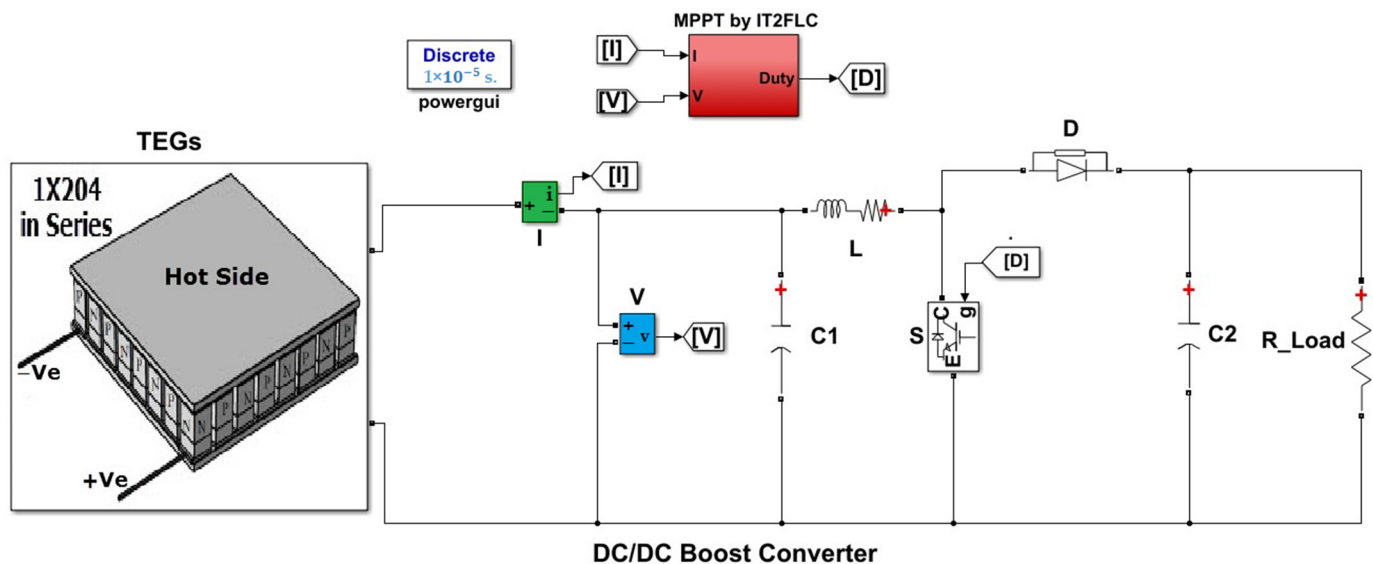 MPPT by IT2FLC
[I]
I
Discrete
1×10⁻⁵ s.
powergui
Duty
[D]
[V]
V
TEGs
D
1X204
in Series
[I]
+ i
−
I
Hot Side
L
[D]
V
+
− v
[V]
C1
S
C g
E
C2
R_Load
−Ve
P N P N P N P N
N P N P N P N P
+Ve
DC/DC Boost Converter